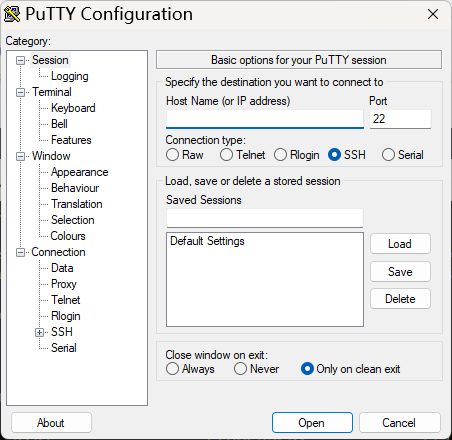 PuTTY Configuration
Category:
Session
Logging
Terminal
Keyboard
Bell
Features
Window
Appearance
Behaviour
Translation
Selection
Colours
Connection
Data
Proxy
Telnet
Rlogin
SSH
Serial
Basic options for your PuTTY session
Specify the destination you want to connect to
Host Name (or IP address) Port
22
Connection type:
Raw Telnet Rlogin SSH Serial
Load, save or delete a stored session
Saved Sessions
Default Settings
Load
Save
Delete
Close window on exit:
Always Never Only on clean exit
About Open Cancel